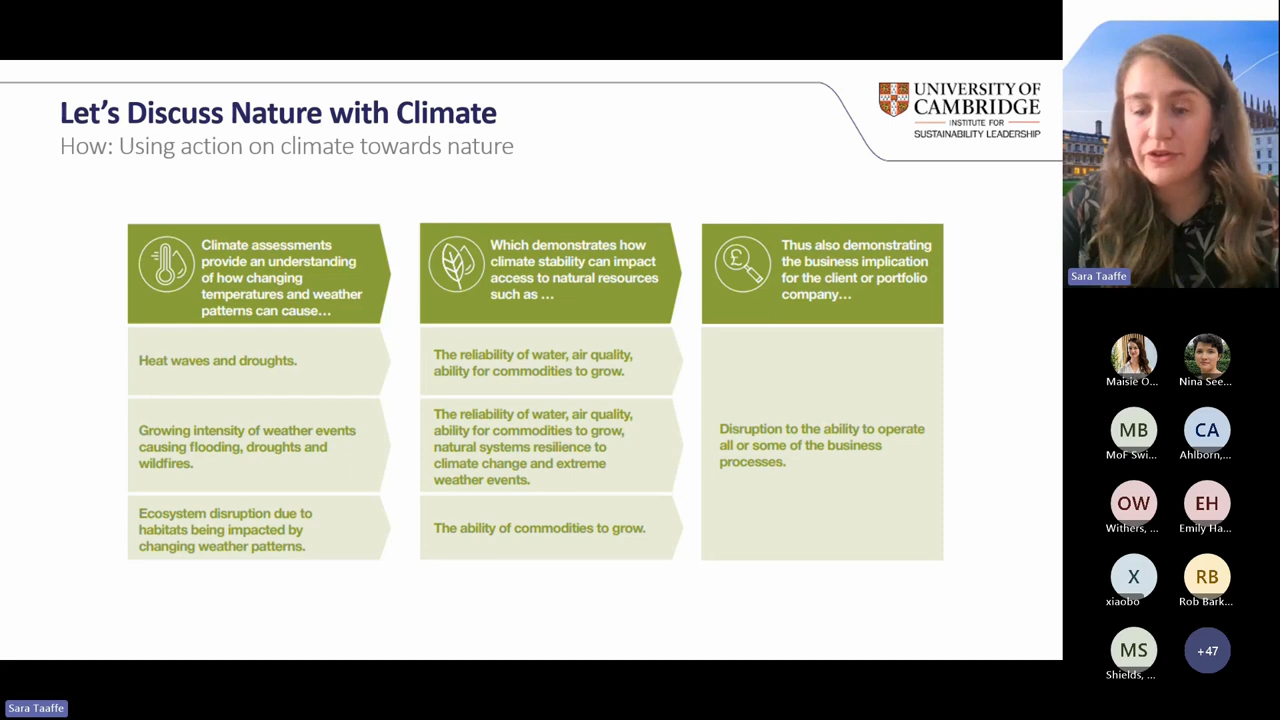 Let's Discuss Nature with Climate
How: Using action on climate towards nature
UNIVERSITY OF
CAMBRIDGE
INSTITUTE FOR
SUSTAINABILITY LEADERSHIP
Climate assessments
provide an understanding
of how changing
temperatures and weather
patterns can cause...
Which demonstrates how
climate stability can impact
access to natural resources
such as ...
£
Thus also demonstrating
the business implication
for the client or portfolio
company...
Heat waves and droughts.
The reliability of water, air quality,
ability for commodities to grow.
Growing intensity of weather events
causing flooding, droughts and
wildfires.
The reliability of water, air quality,
ability for commodities to grow,
natural systems resilience to
climate change and extreme
weather events.
Disruption to the ability to operate
all or some of the business
processes.
Ecosystem disruption due to
habitats being impacted by
changing weather patterns.
The ability of commodities to grow.
Sara Taaffe
Maisie O...
Nina See...
MB
MoF Swi...
CA
Ahlborn,...
OW
Withers, ...
EH
Emily Ha...
X
xiaobo
RB
Rob Bark...
MS
Shields, ...
+47
Sara Taaffe